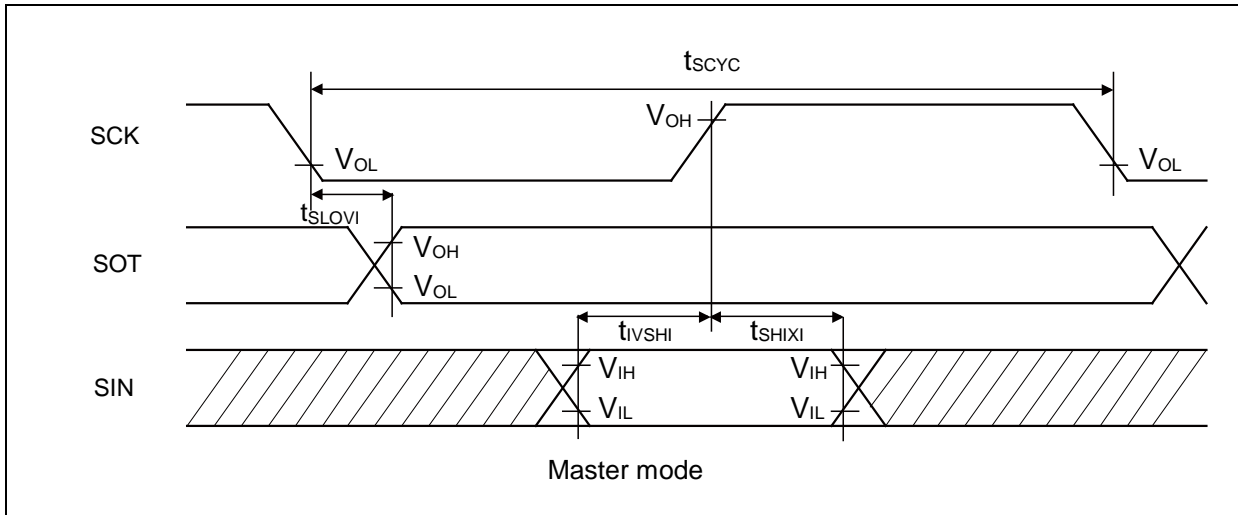 tSCYC
SCK
VOH
VOL
VOL
tSLOVI
SOT
VOH
VOL
tIVSHI
tSHIXI
SIN
VIH
VIH
VIL
VIL
Master mode